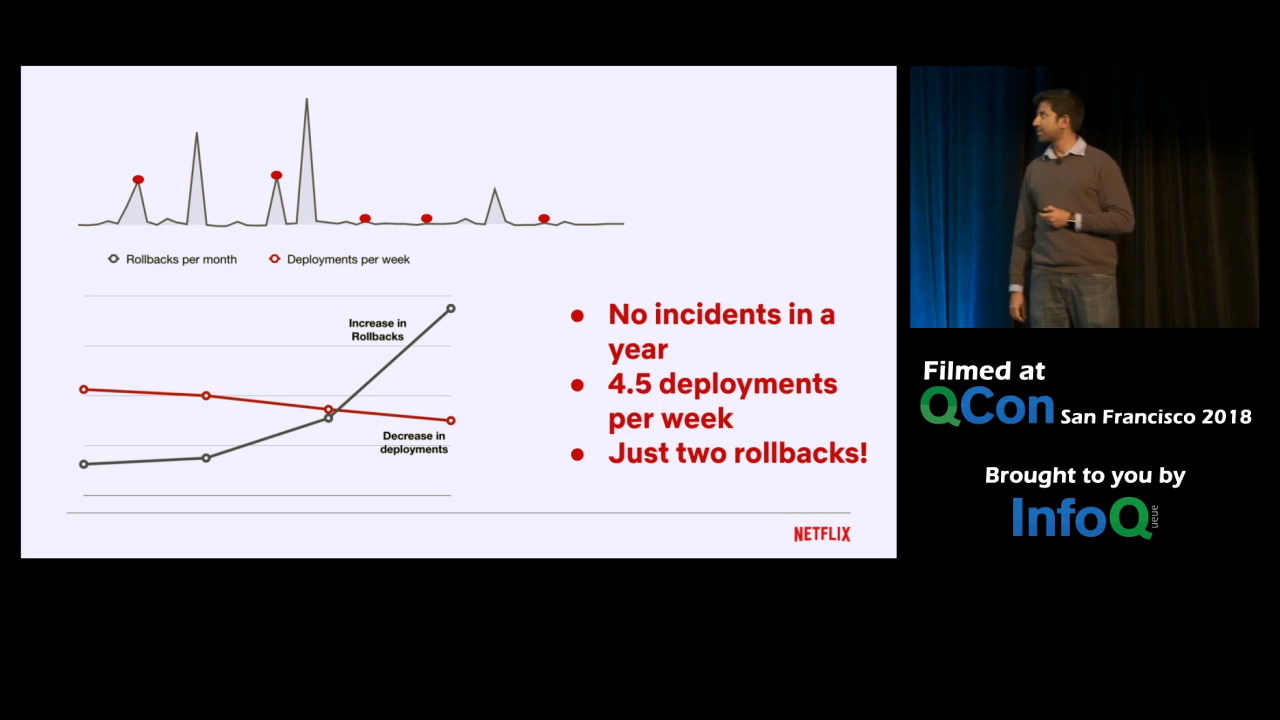 Rollbacks per month
Deployments per week
Increase in
Rollbacks
Decrease in
deployments
● No incidents in a
year
● 4.5 deployments
per week
● Just two rollbacks!
NETFLIX
Filmed at
QCon San Francisco 2018
Brought to you by
InfoQ
ueue